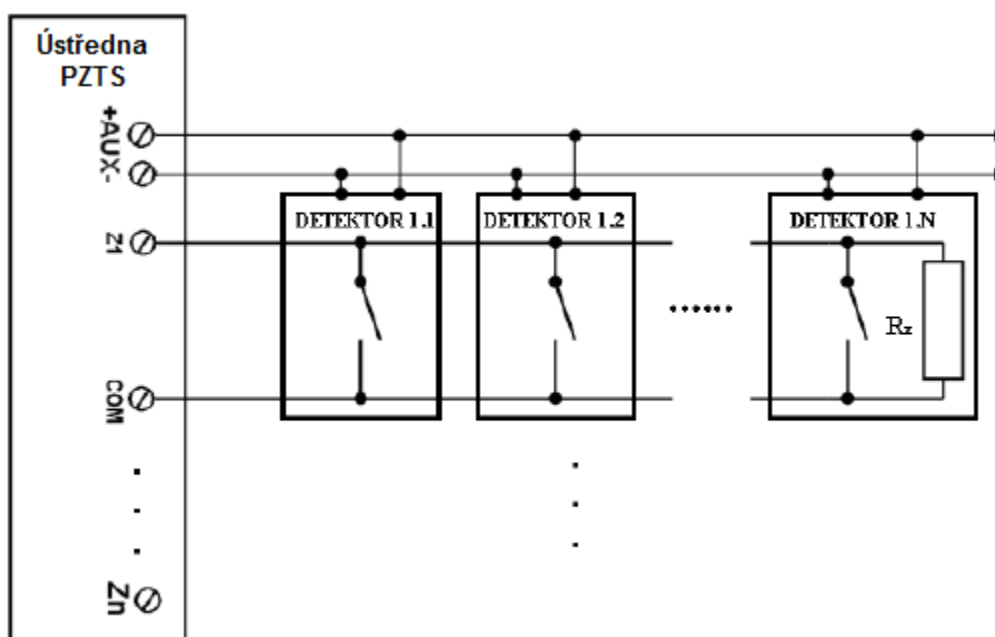 Ústředna
PZTS
+AUX-
DETEKTOR 1.1
DETEKTOR 1.2
DETEKTOR 1.N
Z1
Rz
COM
Zn